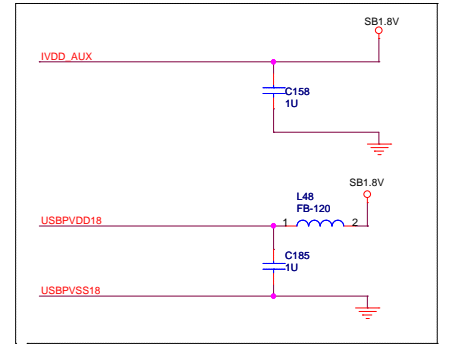 SB1.8V
IVDD_AUX
C158
1U
SB1.8V
L48
FB-120
USBPVDD18
1 2
C185
1U
USBPVSS18